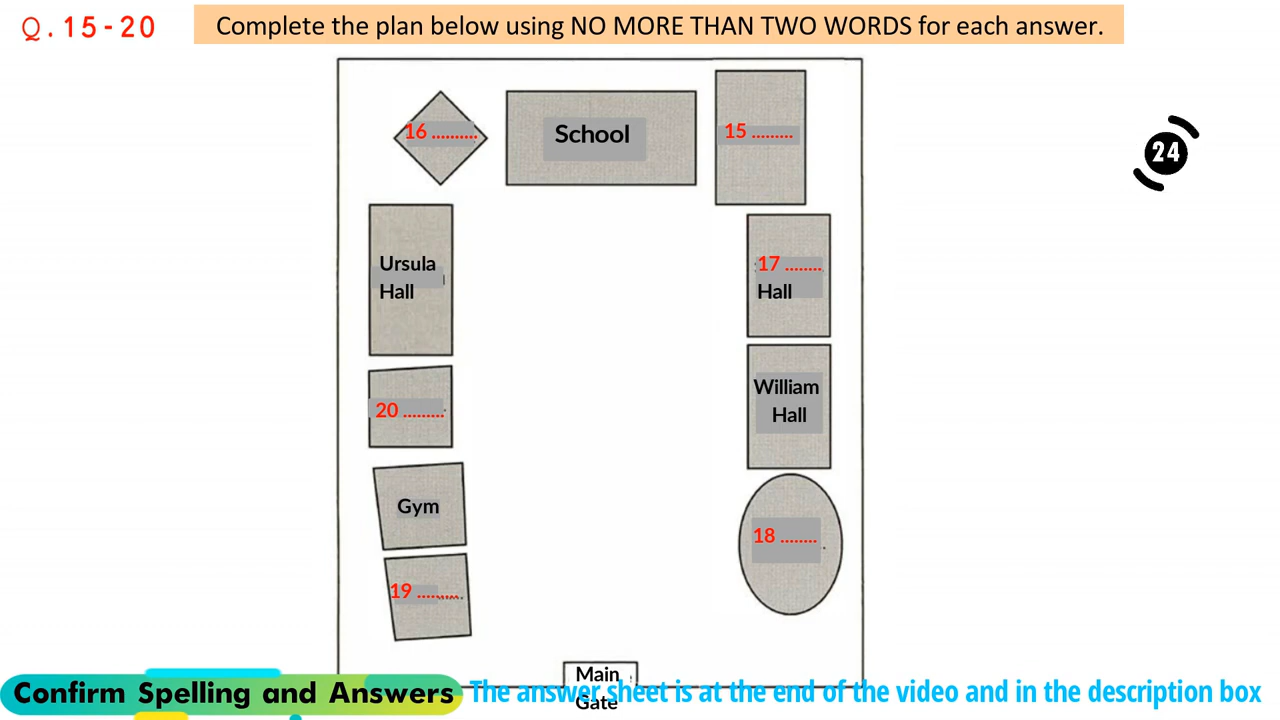 Q.15-20
Complete the plan below using NO MORE THAN TWO WORDS for each answer.
16 ..........
School
15 .........
24
Ursula
Hall
17 ........
Hall
20 .........
William
Hall
Gym
18 ........
19 ..........
Main
Gate
Confirm Spelling and Answers
The answer sheet is at the end of the video and in the description box